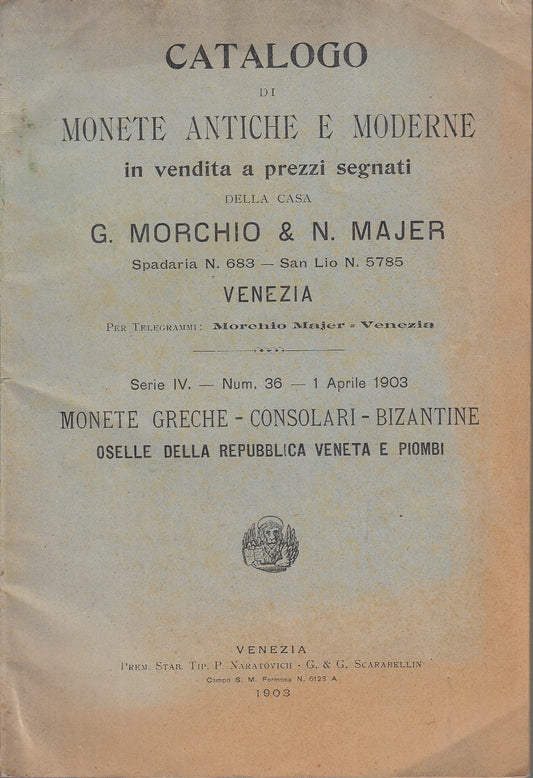 CATALOGO
DI
MONETE ANTICHE E MODERNE
in vendita a prezzi segnati
DELLA CASA
G. MORCHIO & N. MAJER
Spadaria N. 683 — San Lio N. 5785
VENEZIA
PER TELEGRAMMI: Morchio Majer - Venezia
Serie IV. — Num. 36 — 1 Aprile 1903
MONETE GRECHE - CONSOLARI - BIZANTINE
OSELLE DELLA REPUBBLICA VENETA E PIOMBI
VENEZIA
PREM. STAB. TIP. P. NARATOVICH - G. & G. SCARABELLIN
Campo S. M. Formosa N. 6123 A
1903